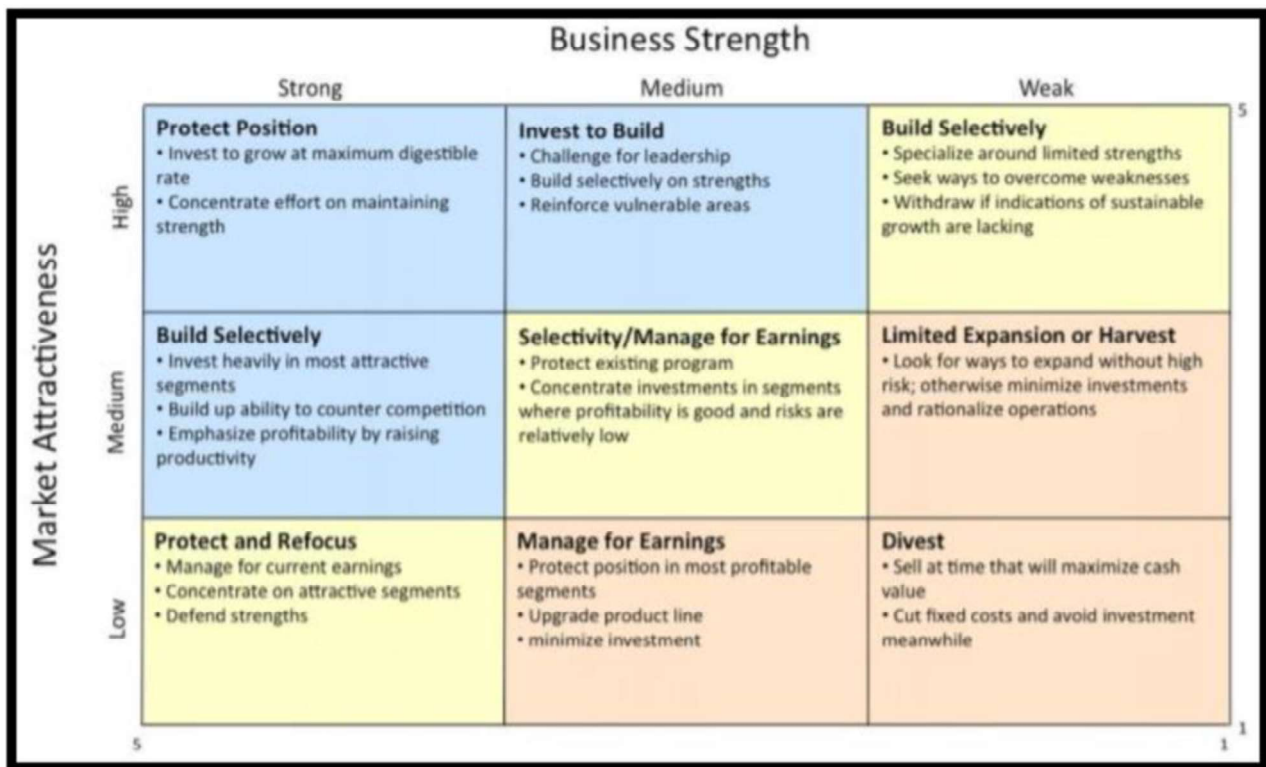 Business Strength
Strong
Medium
Weak
5
Market Attractiveness
High
Protect Position
• Invest to grow at maximum digestible
rate
• Concentrate effort on maintaining
strength
Invest to Build
• Challenge for leadership
• Build selectively on strengths
• Reinforce vulnerable areas
Build Selectively
• Specialize around limited strengths
• Seek ways to overcome weaknesses
• Withdraw if indications of sustainable
growth are lacking
Medium
Build Selectively
• Invest heavily in most attractive
segments
• Build up ability to counter competition
• Emphasize profitability by raising
productivity
Selectivity/Manage for Earnings
• Protect existing program
• Concentrate investments in segments
where profitability is good and risks are
relatively low
Limited Expansion or Harvest
• Look for ways to expand without high
risk; otherwise minimize investments
and rationalize operations
Low
Protect and Refocus
• Manage for current earnings
• Concentrate on attractive segments
• Defend strengths
Manage for Earnings
• Protect position in most profitable
segments
• Upgrade product line
• minimize investment
Divest
• Sell at time that will maximize cash
value
• Cut fixed costs and avoid investment
meanwhile
1
5
1